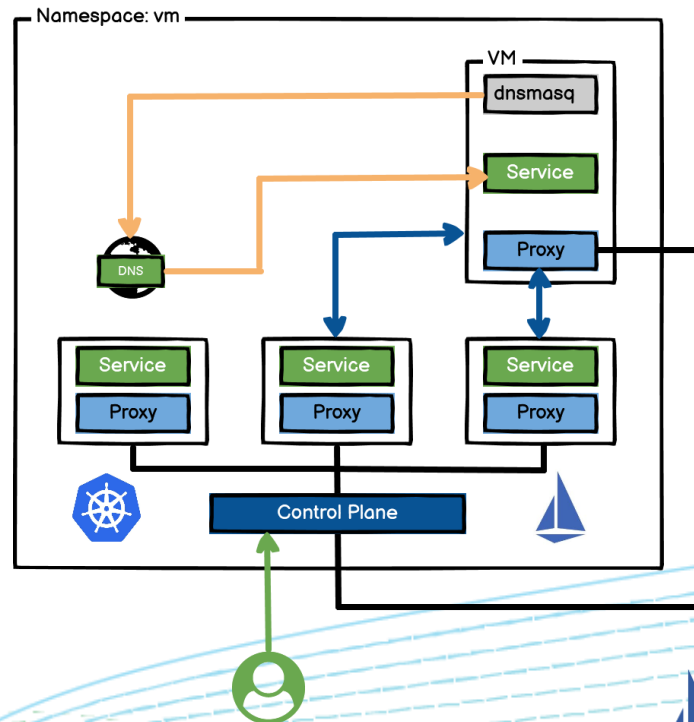 Namespace: vm
VM
dnsmasq
Service
Proxy
DNS
Service
Proxy
Service
Proxy
Service
Proxy
Control Plane